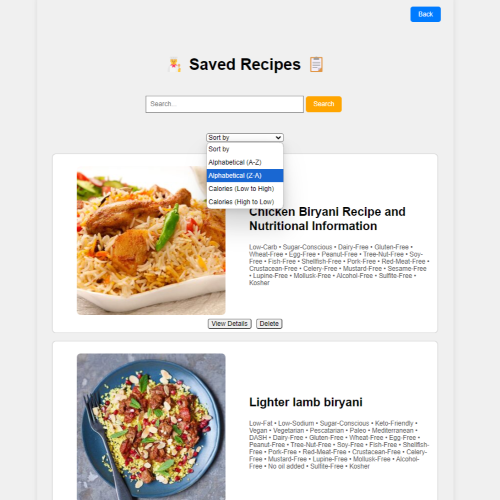 Back
Saved Recipes
Search..
Search
Sort by
Sort by
Alphabetical (A-Z)
Alphabetical (Z-A)
Calories (Low to High)
Calories (High to Low)
Chicken Biryani Recipe and
Nutritional Information
Low-Carb • Sugar-Conscious • Dairy-Free • Gluten-Free •
Wheat-Free • Egg-Free • Peanut-Free • Tree-Nut-Free • Soy-
Free • Fish-Free • Shellfish-Free • Pork-Free • Red-Meat-Free •
Crustacean-Free • Celery-Free • Mustard-Free • Sesame-Free
• Lupine-Free • Mollusk-Free • Alcohol-Free • Sulfite-Free •
Kosher
View Details
Delete
Lighter lamb biryani
Low-Fat • Low-Sodium • Sugar-Conscious • Keto-Friendly •
Vegan • Vegetarian • Pescatarian • Paleo • Mediterranean •
DASH • Dairy-Free • Gluten-Free • Wheat-Free • Egg-Free •
Peanut-Free • Tree-Nut-Free • Soy-Free • Fish-Free • Shellfish-
Free • Pork-Free • Red-Meat-Free • Crustacean-Free • Celery-
Free • Mustard-Free • Lupine-Free • Mollusk-Free • Alcohol-
Free • No oil added • Sulfite-Free • Kosher